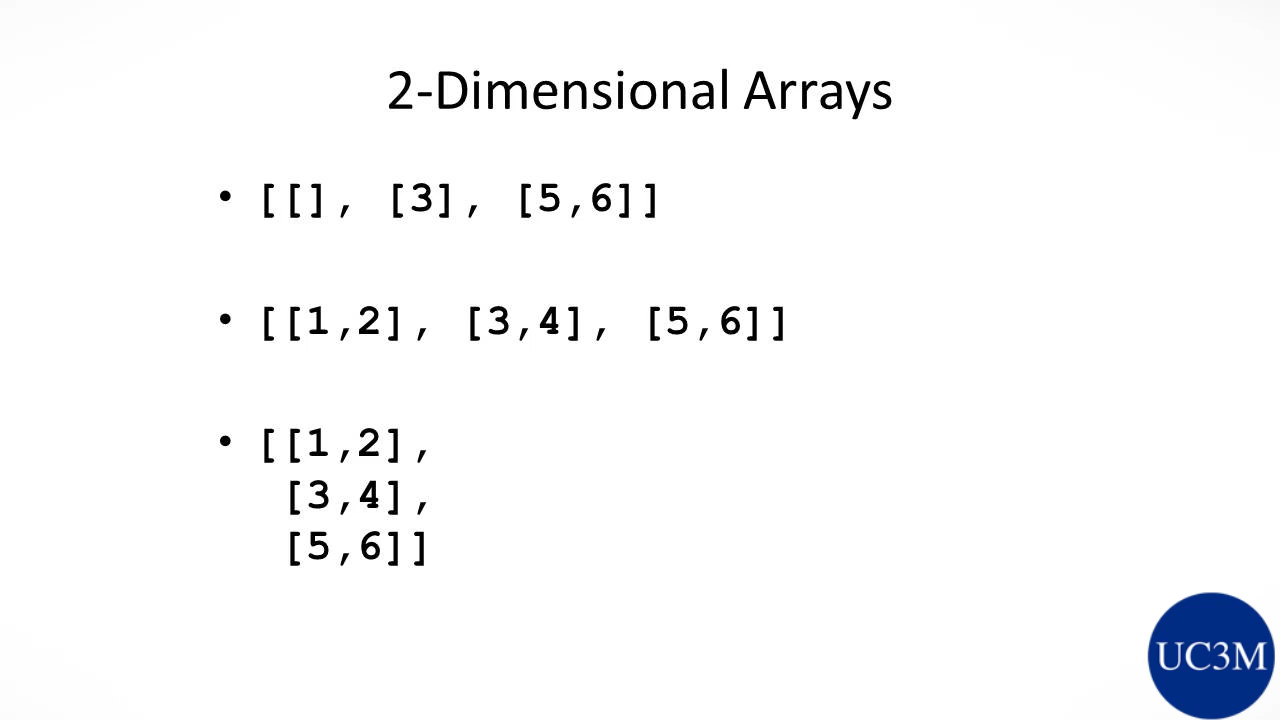 2-Dimensional Arrays
• [[], [3], [5,6]]
• [[1,2], [3,4], [5,6]]
• [[1,2],
[3,4],
[5,6]]
UC3M